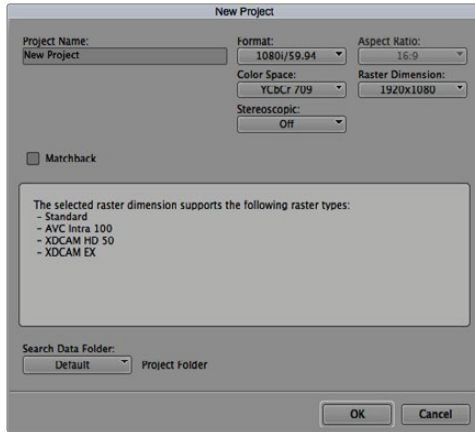 New Project
Project Name:
New Project
Format:
1080i/59.94
Aspect Ratio:
16:9
Color Space:
YCbCr 709
Raster Dimension:
1920x1080
Stereoscopic:
Off
Matchback
The selected raster dimension supports the following raster types:
- Standard
- AVC Intra 100
- XDCAM HD 50
- XDCAM EX
Search Data Folder:
Default
Project Folder
OK
Cancel